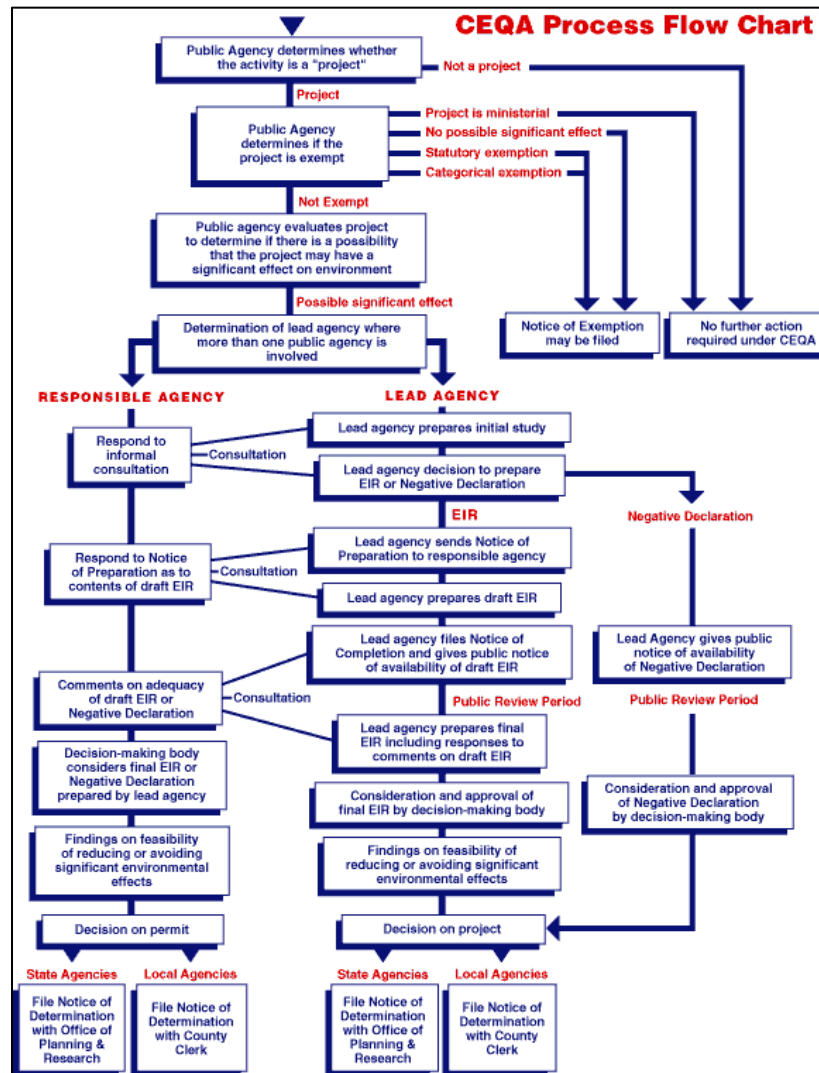 CEQA Process Flow Chart
Public Agency determines whether
the activity is a "project"
Not a project
Project
Public Agency
determines if the
project is exempt
Project is ministerial
No possible significant effect
Statutory exemption
Categorical exemption
Not Exempt
Public agency evaluates project
to determine if there is a possibility
that the project may have a
significant effect on environment
Possible significant effect
Determination of lead agency where
more than one public agency is
involved
Notice of Exemption
may be filed
No further action
required under CEQA
RESPONSIBLE AGENCY
LEAD AGENCY
Respond to
informal
consultation
Consultation
Lead agency prepares initial study
Lead agency decision to prepare
EIR or Negative Declaration
EIR
Negative Declaration
Respond to Notice
of Preparation as to
contents of draft EIR
Consultation
Lead agency sends Notice of
Preparation to responsible agency
Lead agency prepares draft EIR
Lead agency files Notice of
Completion and gives public notice
of availability of draft EIR
Lead Agency gives public
notice of availability
of Negative Declaration
Comments on adequacy
of draft EIR or
Negative Declaration
Consultation
Public Review Period
Public Review Period
Lead agency prepares final
EIR including responses to
comments on draft EIR
Decision-making body
considers final EIR or
Negative Declaration
prepared by lead agency
Consideration and approval of
final EIR by decision-making body
Consideration and approval
of Negative Declaration
by decision-making body
Findings on feasibility
of reducing or avoiding
significant environmental
effects
Findings on feasibility
of reducing or avoiding significant
environmental effects
Decision on permit
Decision on project
State Agencies
Local Agencies
State Agencies
Local Agencies
File Notice of
Determination
with Office of
Planning &
Research
File Notice of
Determination
with County
Clerk
File Notice of
Determination
with Office of
Planning &
Research
File Notice of
Determination
with County
Clerk